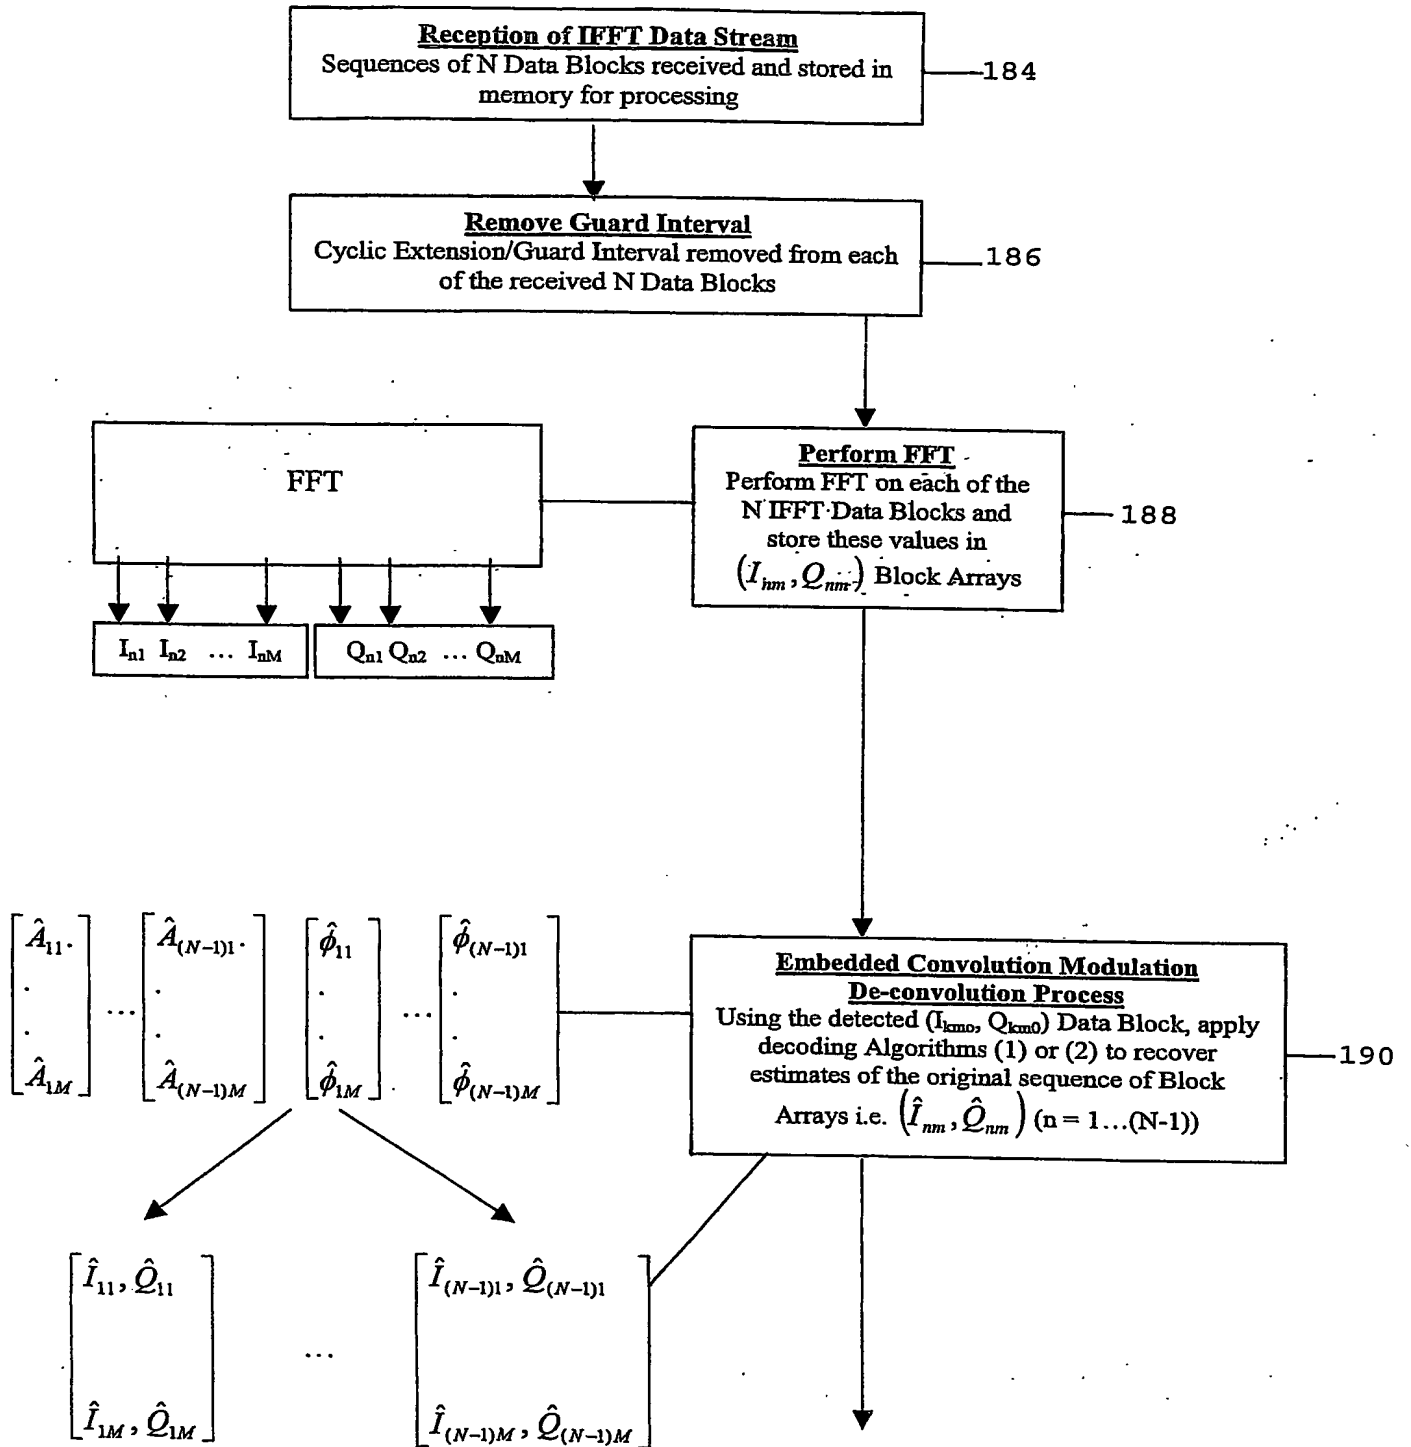 Reception of IFFT Data Stream
Sequences of N Data Blocks received and stored in
memory for processing
184
Remove Guard Interval
Cyclic Extension/Guard Interval removed from each
of the received N Data Blocks
186
FFT
Perform FFT
Perform FFT on each of the
N IFFT Data Blocks and
store these values in
(I_nm, Q_nm) Block Arrays
188
I_n1 I_n2 ... I_nM
Q_n1 Q_n2 ... Q_nM
Â_11 . . Â_1M
...
Â_(N−1)1 . . Â_(N−1)M
ϕ̂_11 . . ϕ̂_1M
...
ϕ̂_(N−1)1 . . ϕ̂_(N−1)M
Embedded Convolution Modulation
De-convolution Process
Using the detected (I_kmo, Q_km0) Data Block, apply
decoding Algorithms (1) or (2) to recover
estimates of the original sequence of Block
Arrays i.e. (Î_nm, Q̂_nm) (n = 1...(N-1))
190
Î_11, Q̂_11
Î_1M, Q̂_1M
...
Î_(N−1)1, Q̂_(N−1)1
Î_(N−1)M, Q̂_(N−1)M